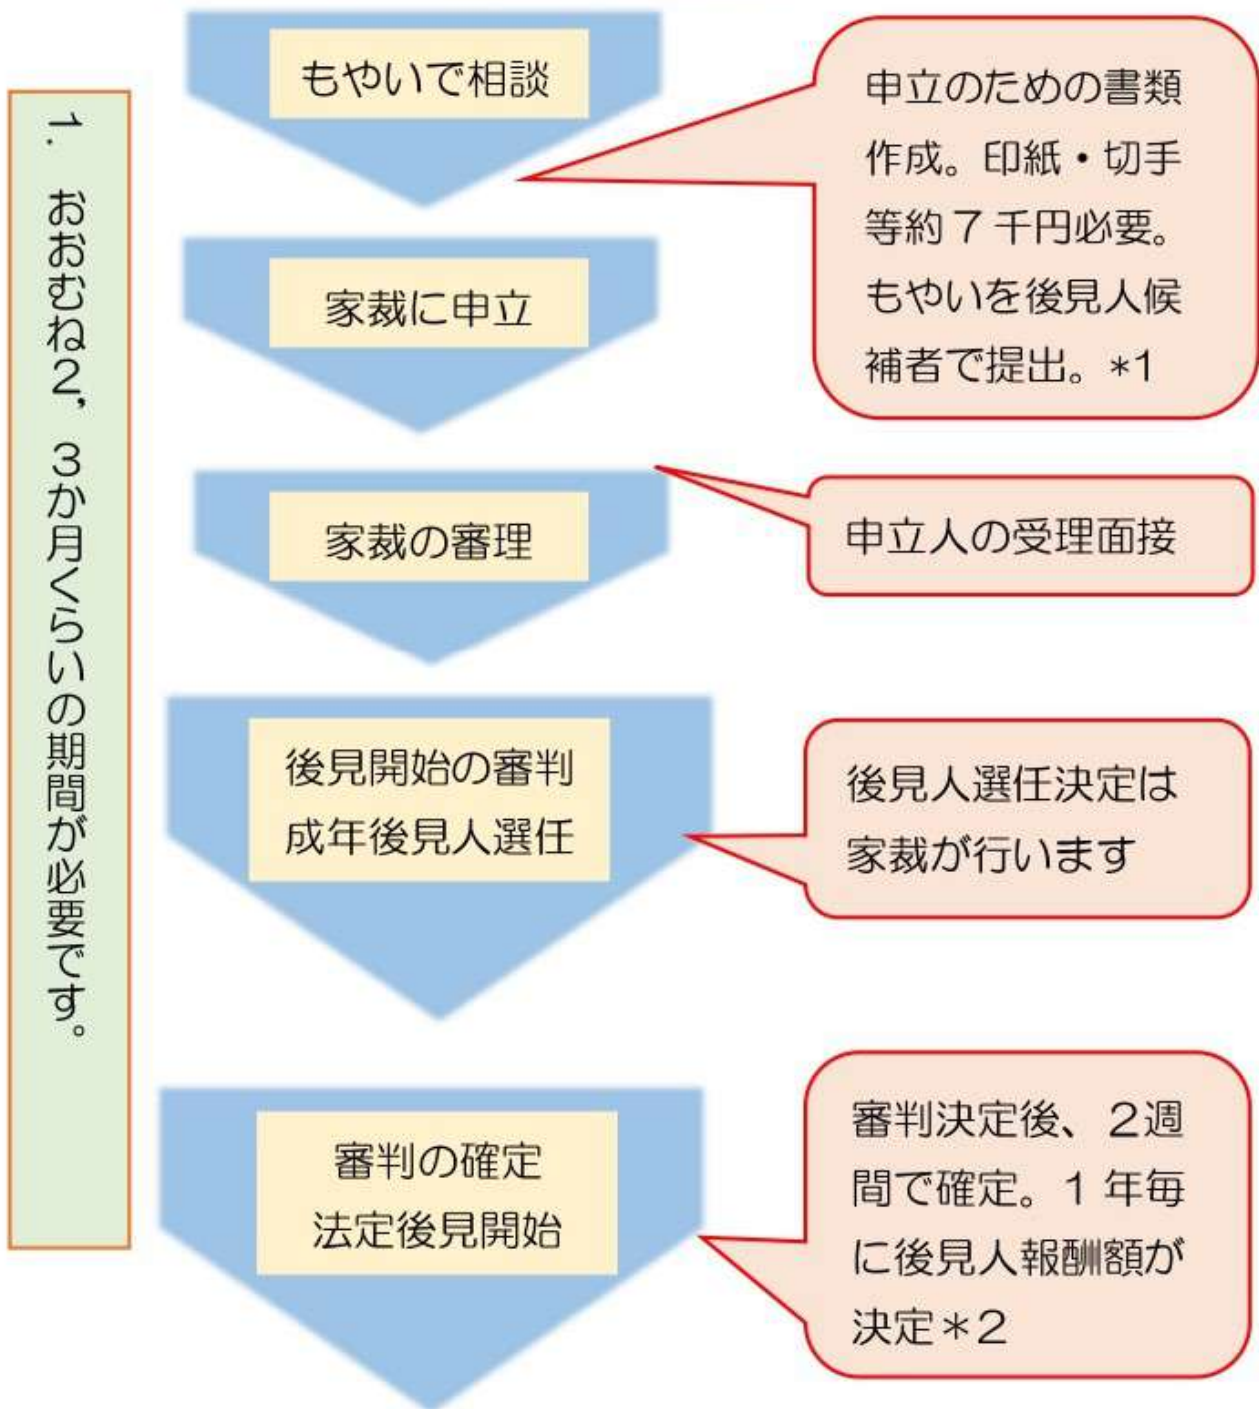 1. おおむね2，3か月くらいの期間が必要です。
もやいで相談
申立のための書類
作成。印紙・切手
等約7千円必要。
もやいを後見人候
補者で提出。*1
家裁に申立
家裁の審理
申立人の受理面接
後見開始の審判
成年後見人選任
後見人選任決定は
家裁が行います
審判の確定
法定後見開始
審判決定後、2週
間で確定。1年毎
に後見人報酬額が
決定＊2